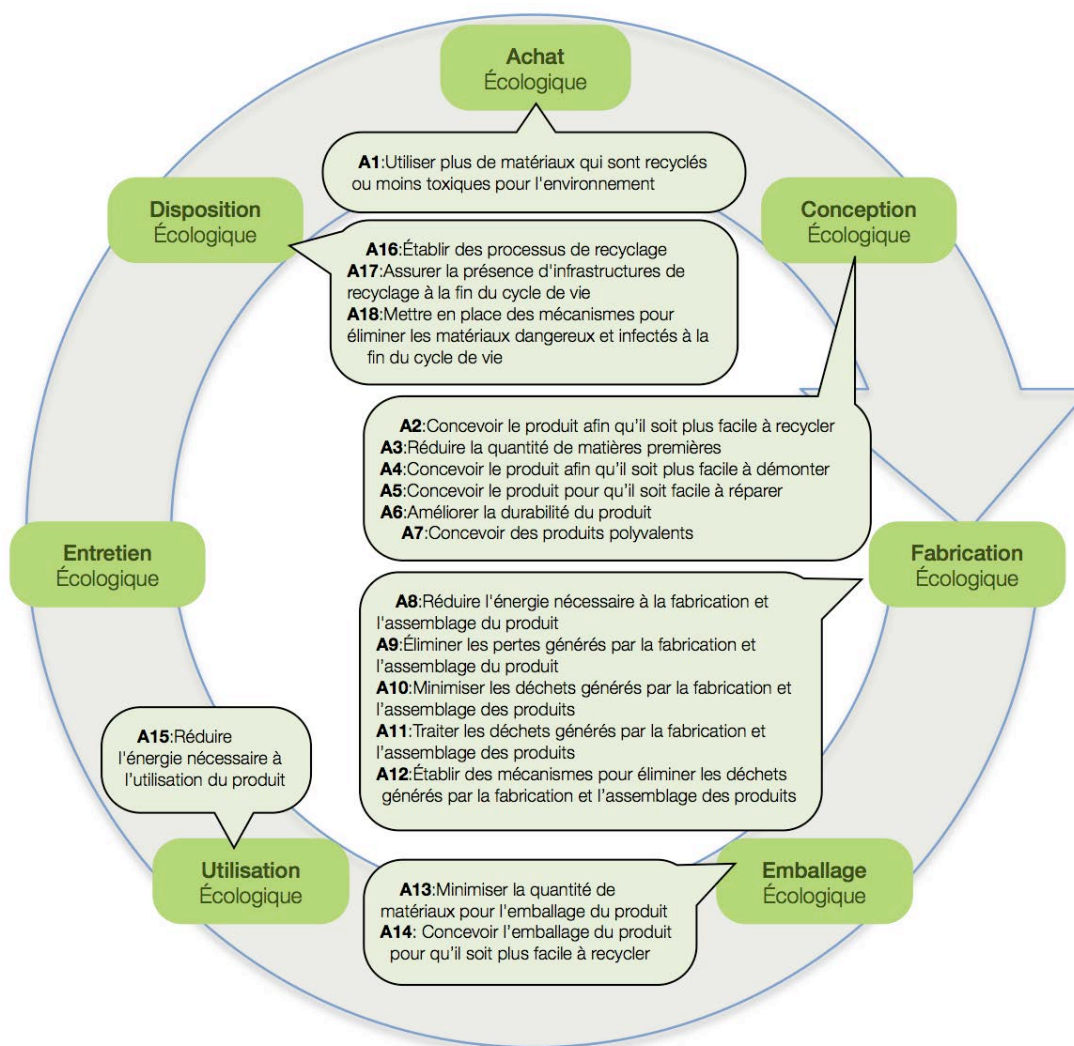 Achat
Écologique
A1:Utiliser plus de matériaux qui sont recyclés
ou moins toxiques pour l'environnement
Disposition
Écologique
Conception
Écologique
A16:Établir des processus de recyclage
A17:Assurer la présence d'infrastructures de
recyclage à la fin du cycle de vie
A18:Mettre en place des mécanismes pour
éliminer les matériaux dangereux et infectés à la
fin du cycle de vie
A2:Concevoir le produit afin qu'il soit plus facile à recycler
A3:Réduire la quantité de matières premières
A4:Concevoir le produit afin qu'il soit plus facile à démonter
A5:Concevoir le produit pour qu'il soit facile à réparer
A6:Améliorer la durabilité du produit
A7:Concevoir des produits polyvalents
Entretien
Écologique
Fabrication
Écologique
A8:Réduire l'énergie nécessaire à la fabrication et
l'assemblage du produit
A9:Éliminer les pertes générés par la fabrication et
l'assemblage du produit
A10:Minimiser les déchets générés par la fabrication et
l'assemblage des produits
A11:Traiter les déchets générés par la fabrication et
l'assemblage des produits
A12:Établir des mécanismes pour éliminer les déchets
générés par la fabrication et l'assemblage des produits
A15:Réduire
l'énergie nécessaire à
l'utilisation du produit
Utilisation
Écologique
Emballage
Écologique
A13:Minimiser la quantité de
matériaux pour l'emballage du produit
A14: Concevoir l'emballage du produit
pour qu'il soit plus facile à recycler